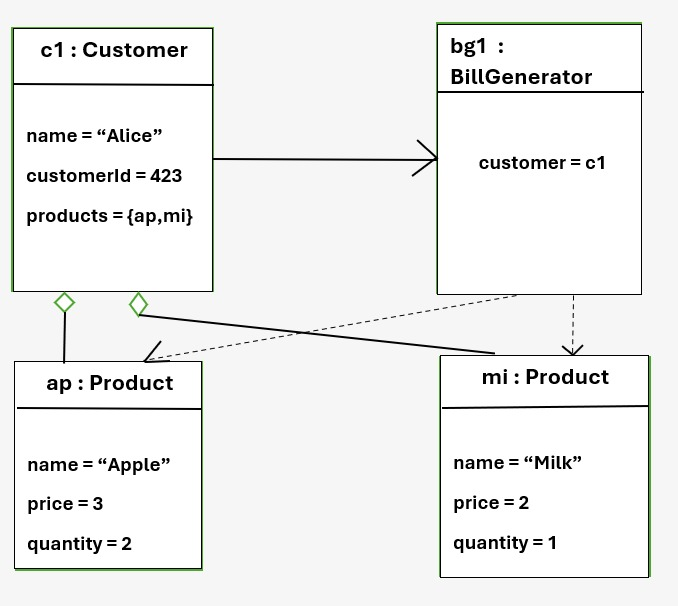 c1 : Customer
name = “Alice”
customerId = 423
products = {ap,mi}
bg1 :
BillGenerator
customer = c1
ap : Product
name = “Apple”
price = 3
quantity = 2
mi : Product
name = “Milk”
price = 2
quantity = 1